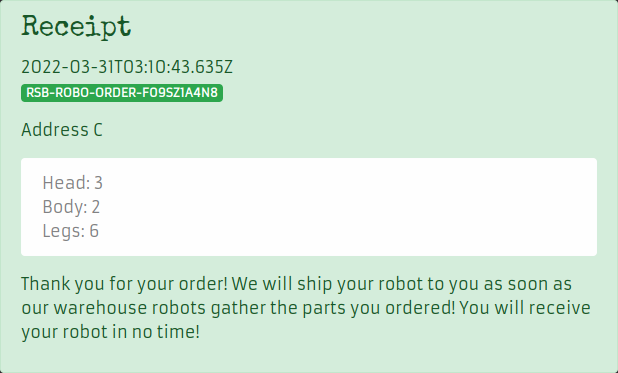 Receipt
2022-03-31T03:10:43.635Z
RSB-ROBO-ORDER-F09SZ1A4N8
Address C
Head: 3
Body: 2
Legs: 6
Thank you for your order! We will ship your robot to you as soon as
our warehouse robots gather the parts you ordered! You will receive
your robot in no time!